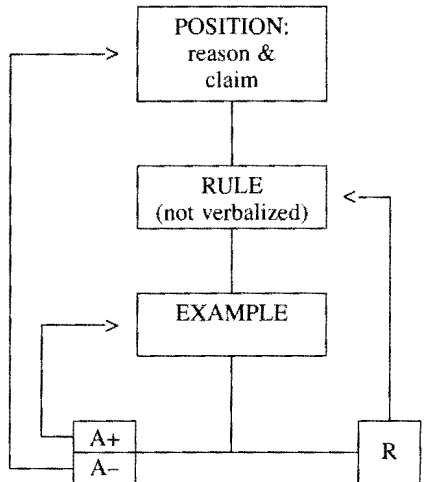 POSITION:
reason &
claim
RULE
(not verbalized)
EXAMPLE
A+
A−
R